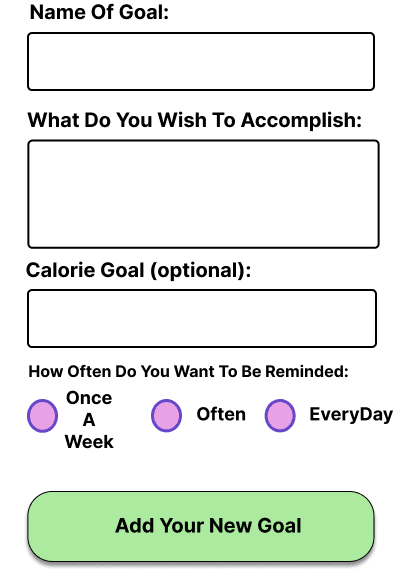 Name Of Goal:
What Do You Wish To Accomplish:
Calorie Goal (optional):
How Often Do You Want To Be Reminded:
Once
A
Week
Often
EveryDay
Add Your New Goal